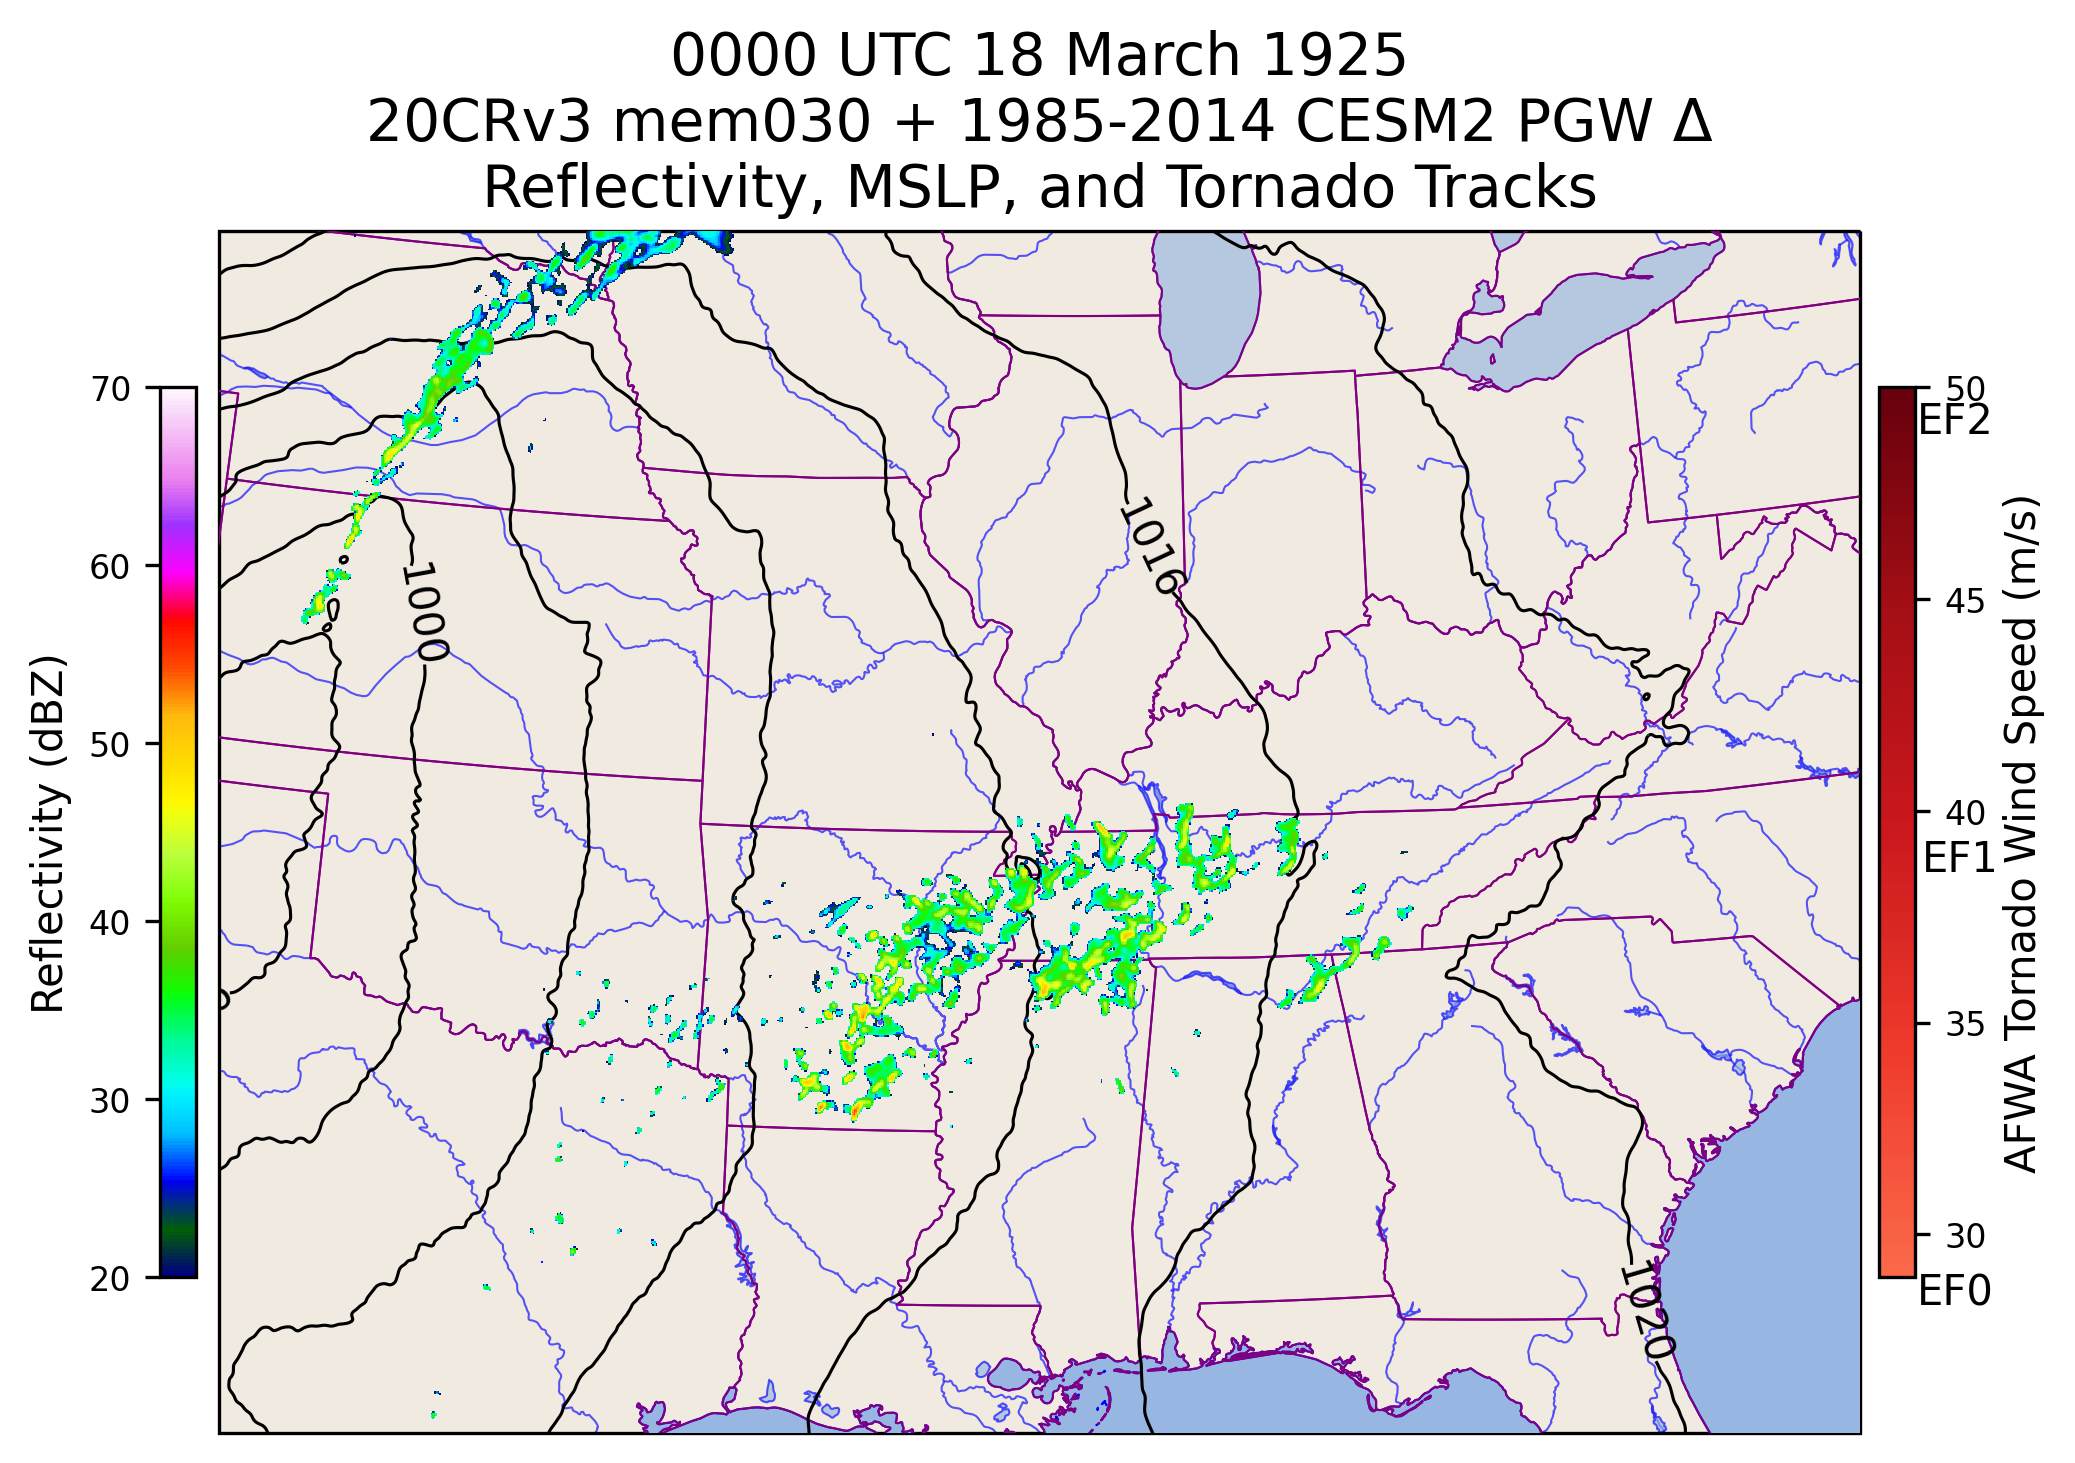 0000 UTC 18 March 1925
20CRv3 mem030 + 1985-2014 CESM2 PGW Δ
Reflectivity, MSLP, and Tornado Tracks
Reflectivity (dBZ)
70
60
50
40
30
20
1000
1016
1020
50
EF2
45
40
EF1
35
30
EF0
AFWA Tornado Wind Speed (m/s)